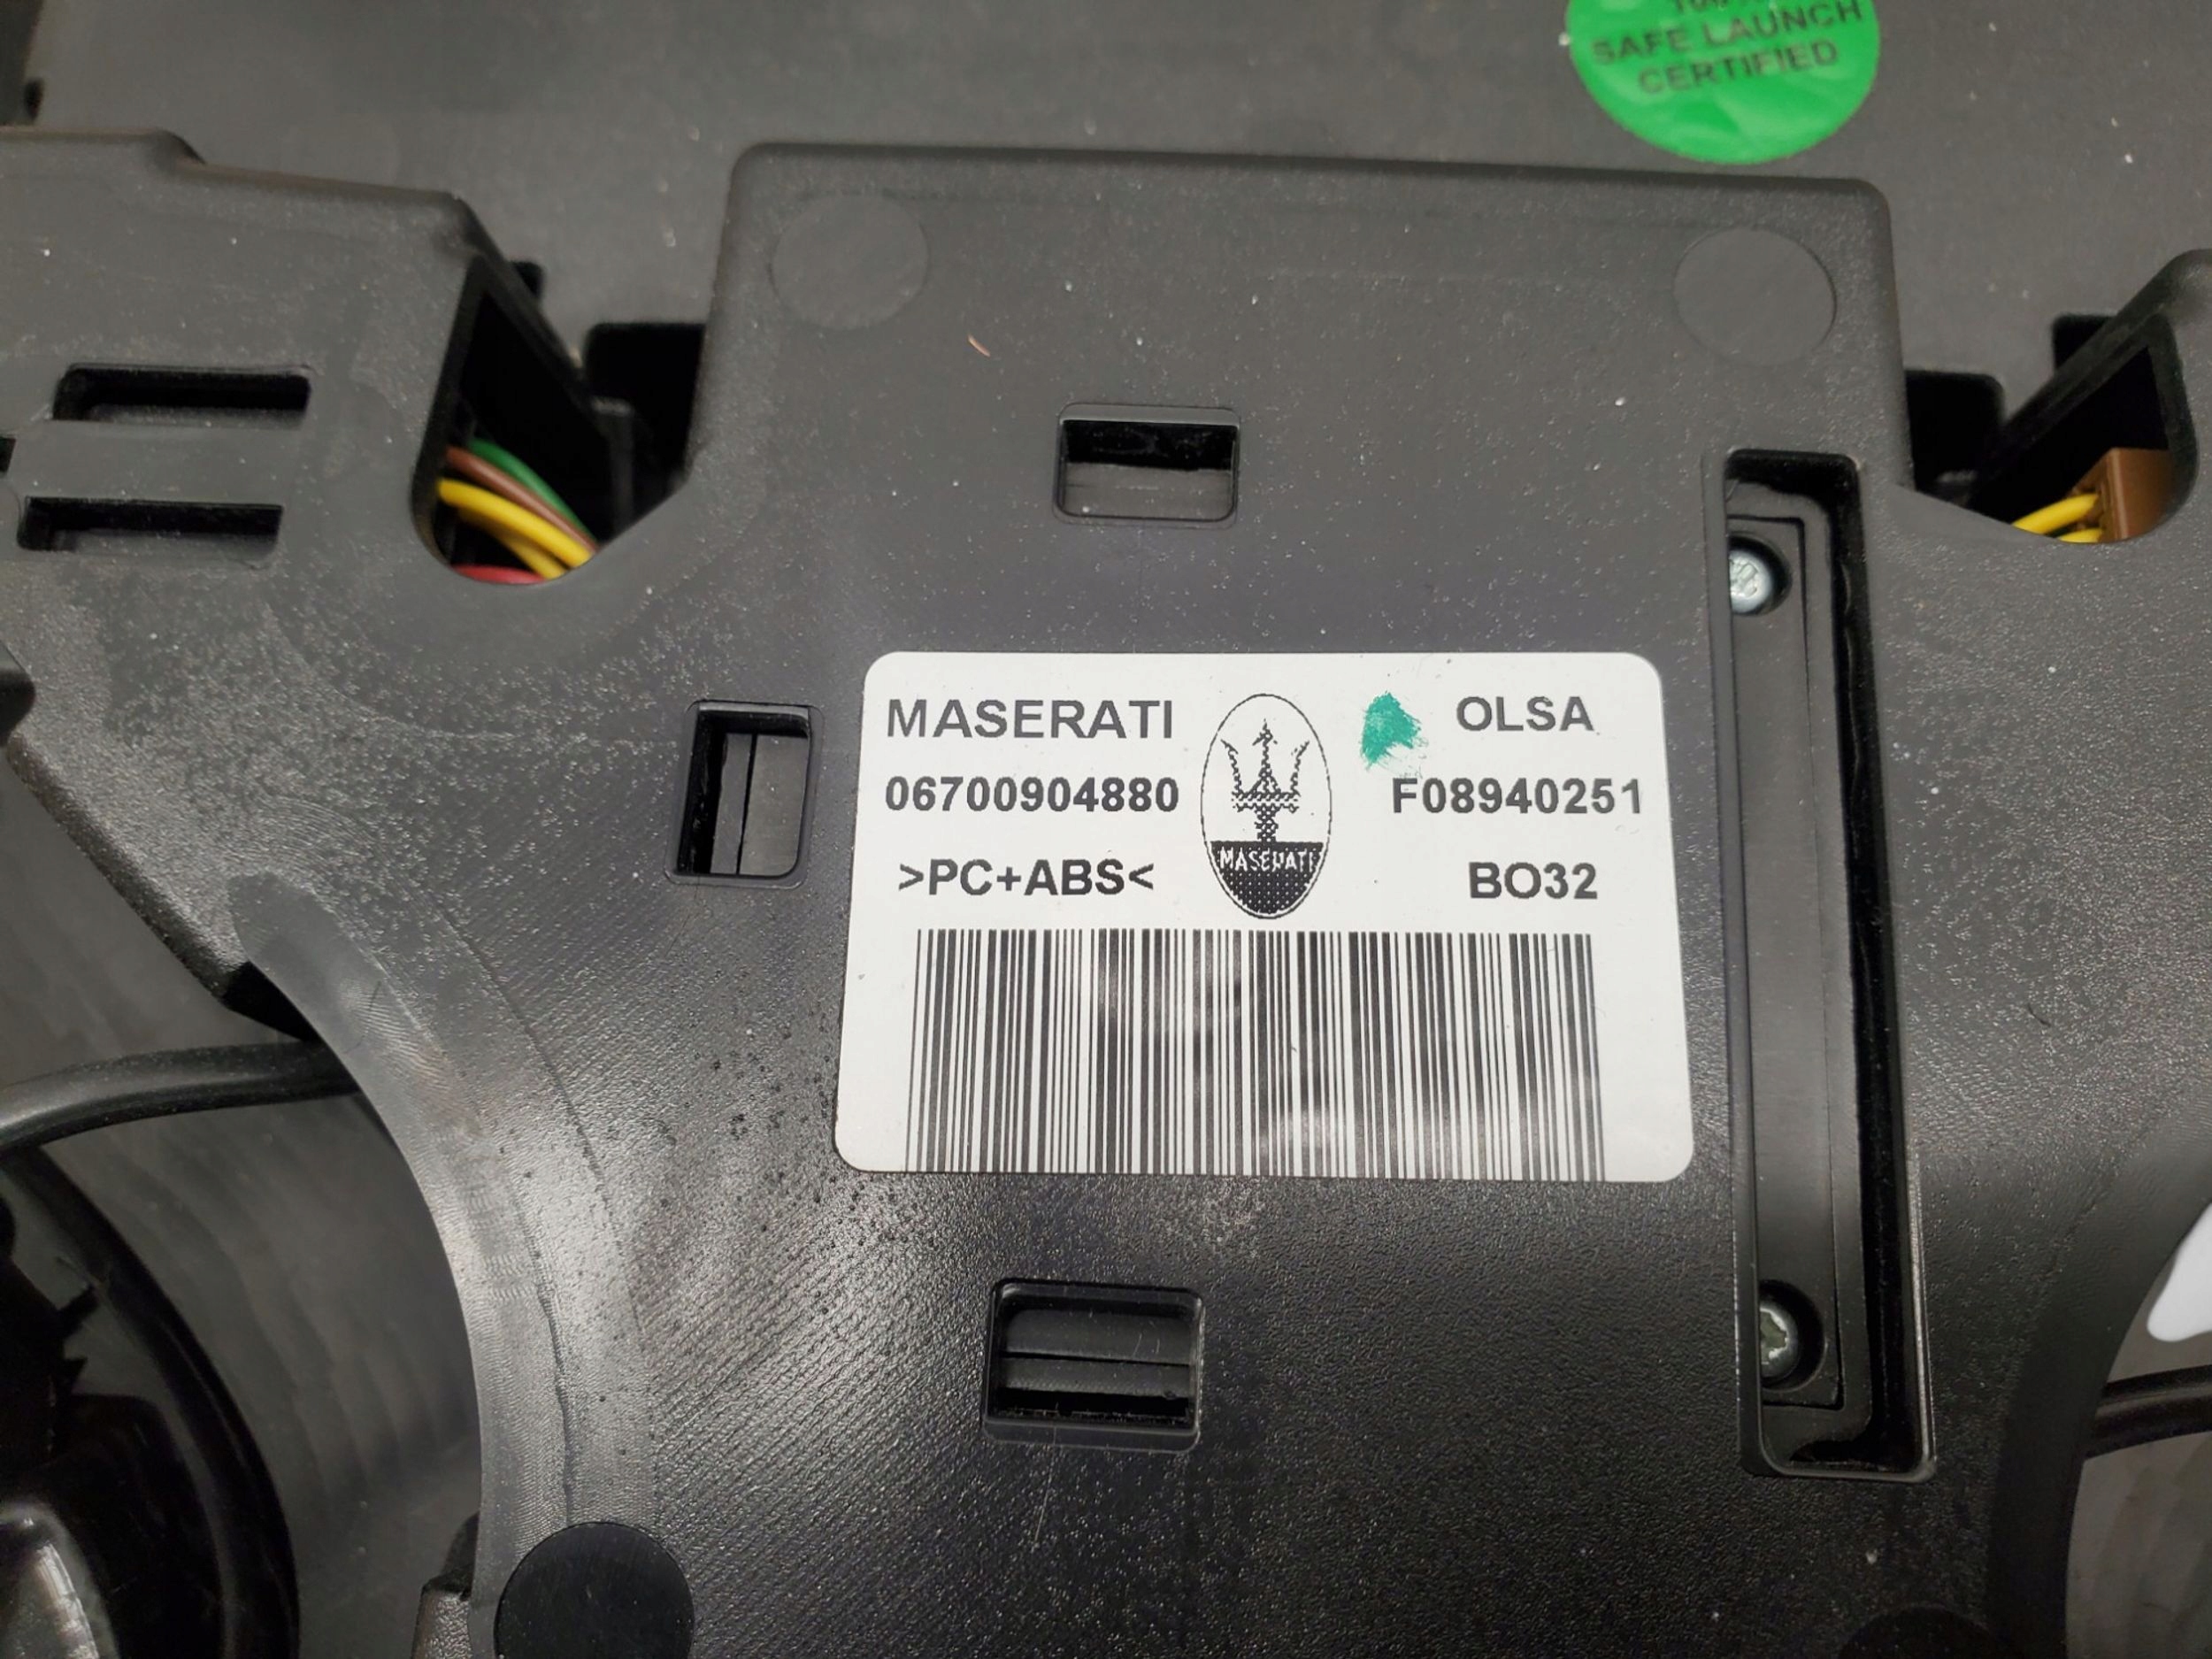 SAFE LAUNCH
CERTIFIED
MASERATI
06700904880
>PC+ABS<
MASERATI
OLSA
F08940251
BO32